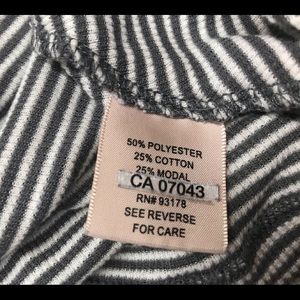 50% POLYESTER
25% COTTON
25% MODAL
CA 07043
RN# 93178
SEE REVERSE
FOR CARE